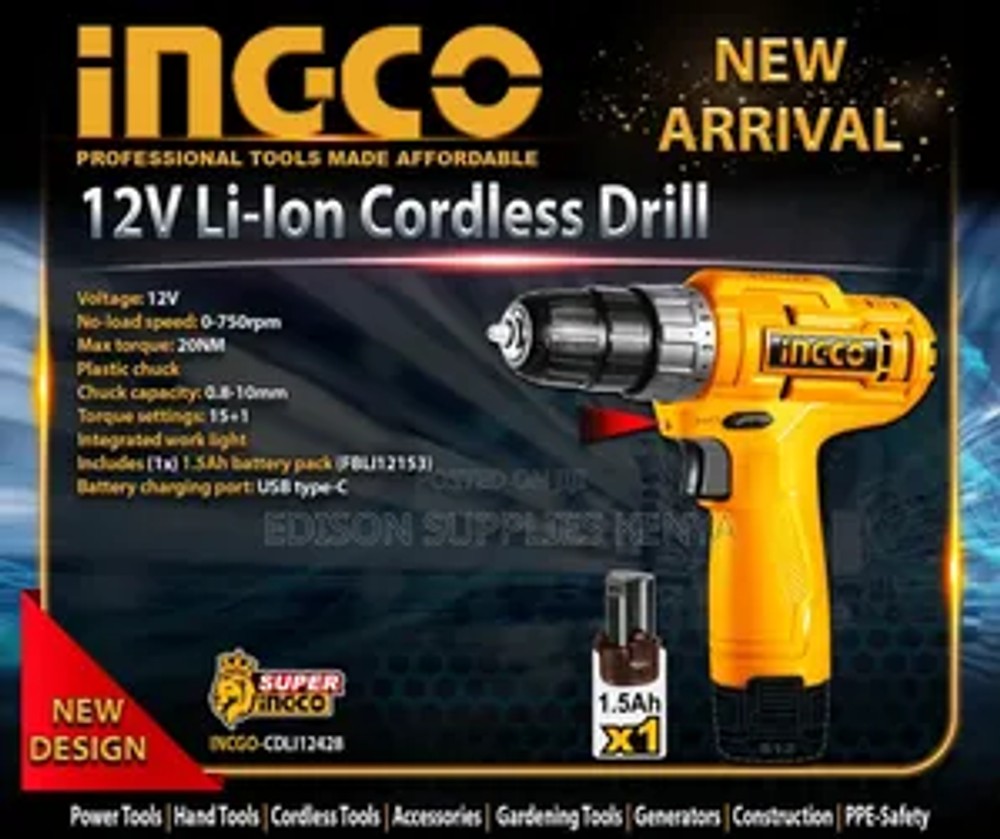 INGCO
NEW
ARRIVAL
PROFESSIONAL TOOLS MADE AFFORDABLE
12V Li-Ion Cordless Drill
Voltage: 12V
No-load speed: 0-750rpm
Max torque: 20NM
Plastic chuck
Chuck capacity: 0.8-10mm
Torque settings: 15+1
Integrated work light
Includes (1x) 1.5Ah battery pack (FBLI12153)
Battery charging port: USB type-C
INGCO
POSTED ON
EDISON SUPPLIES KENYA
1.5Ah
x1
SUPER
INGCO
INCGO-CDLI12428
NEW
DESIGN
Power Tools | Hand Tools | Cordless Tools | Accessories | Gardening Tools | Generators | Construction | PPE-Safety